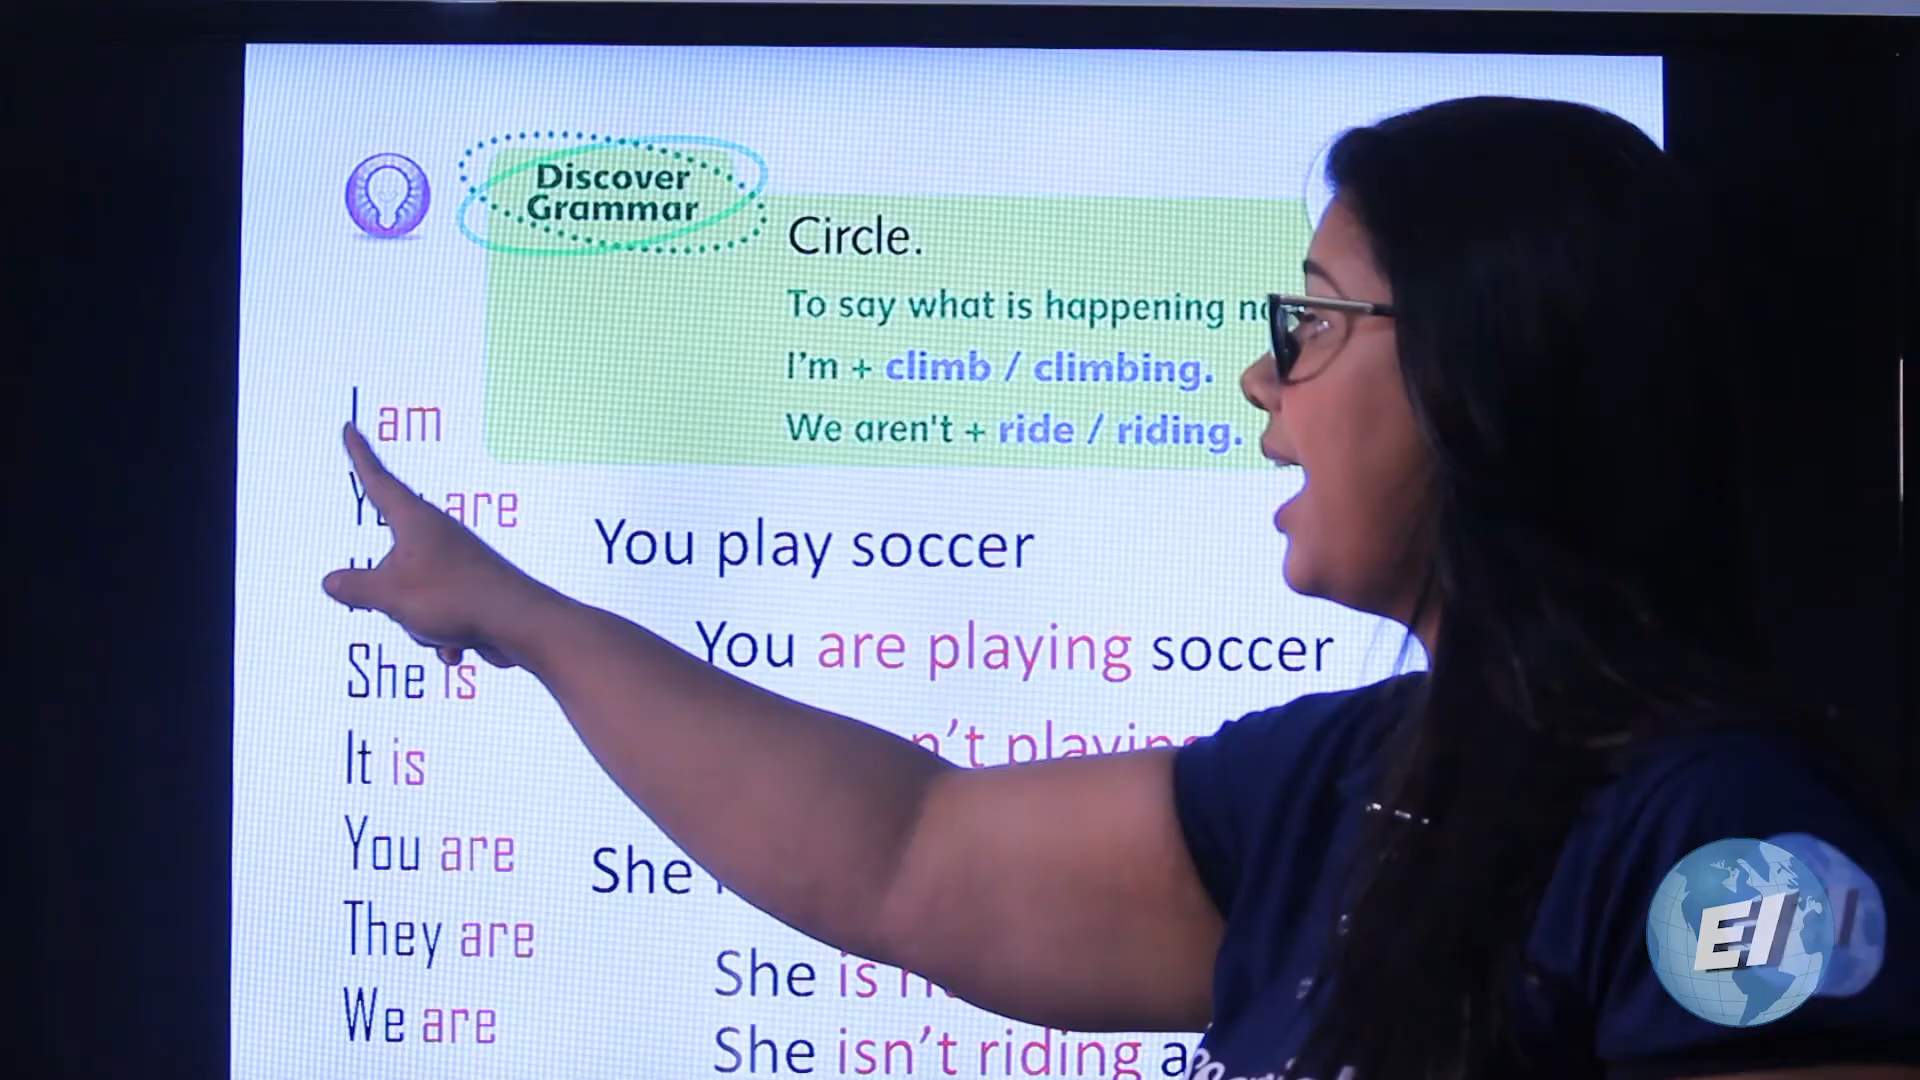 Discover
Grammar
Circle.
To say what is happening
I'm + climb / climbing.
We aren't + ride / riding.
I am
are
She is
It is
You are
They are
We are
You play soccer
You are playing soccer
n't playing
She
She is
She isn't riding a
EI